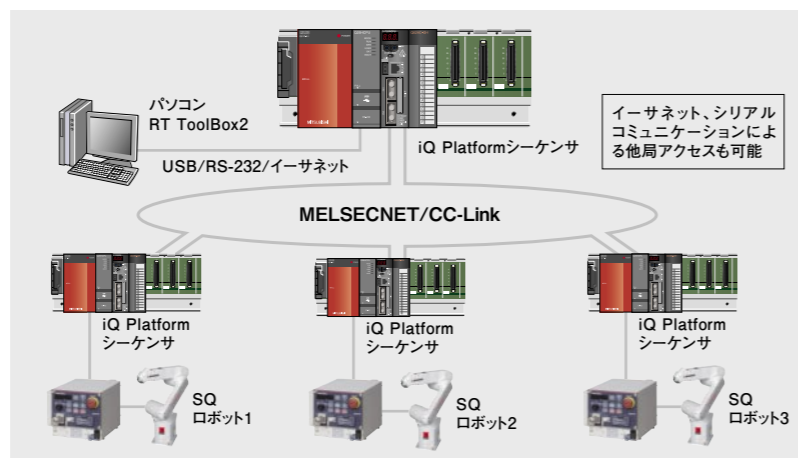 パソコン
RT ToolBox2
USB/RS-232/イーサネット
iQ Platformシーケンサ
イーサネット、シリアル
コミュニケーションによ
る他局アクセスも可能
MELSECNET/CC-Link
iQ Platform
シーケンサ
iQ Platform
シーケンサ
iQ Platform
シーケンサ
SQ
ロボット1
SQ
ロボット2
SQ
ロボット3